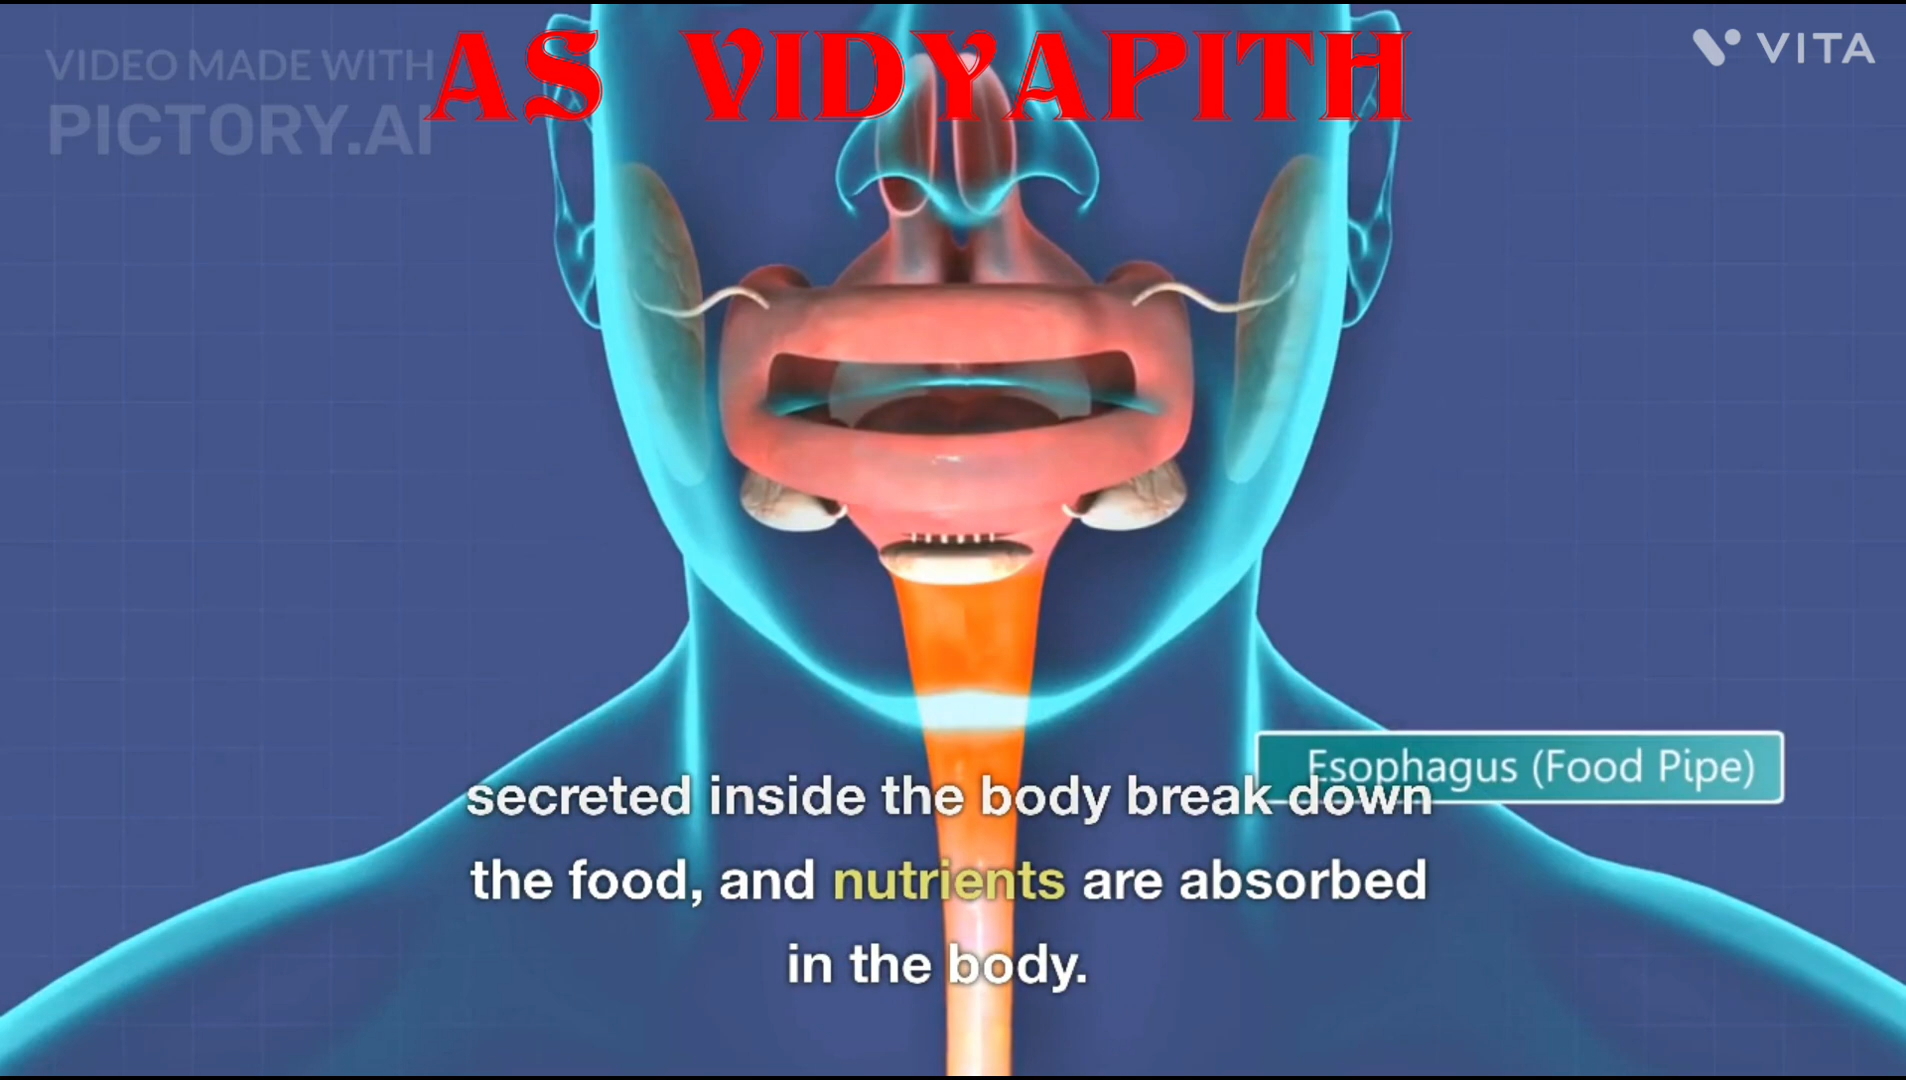 VIDEO MADE WITH
PICTORY.AI
AS VIDYAPITH
VITA
Esophagus (Food Pipe)
secreted inside the body break down
the food, and nutrients are absorbed
in the body.